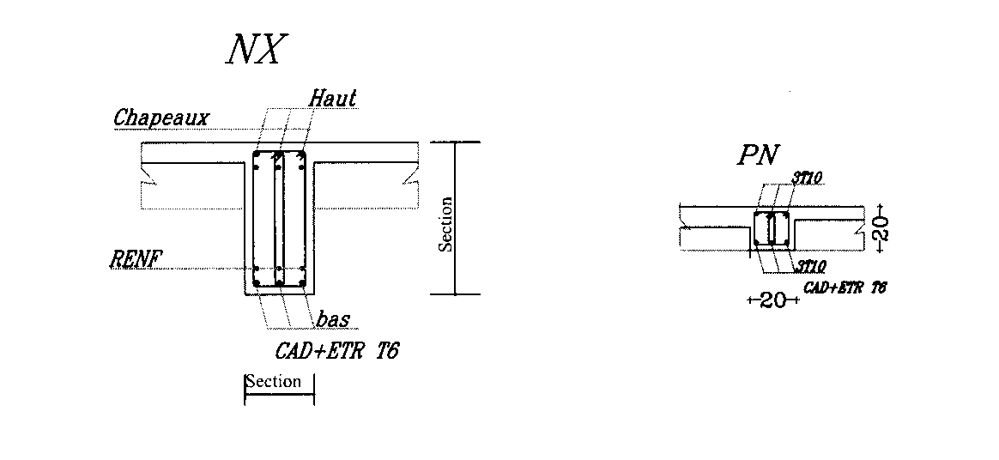 NX
Haut
Chapeaux
Section
RENF
bas
CAD+ETR T6
Section
PN
3T10
20
3T10
CAD+ETR T6
20